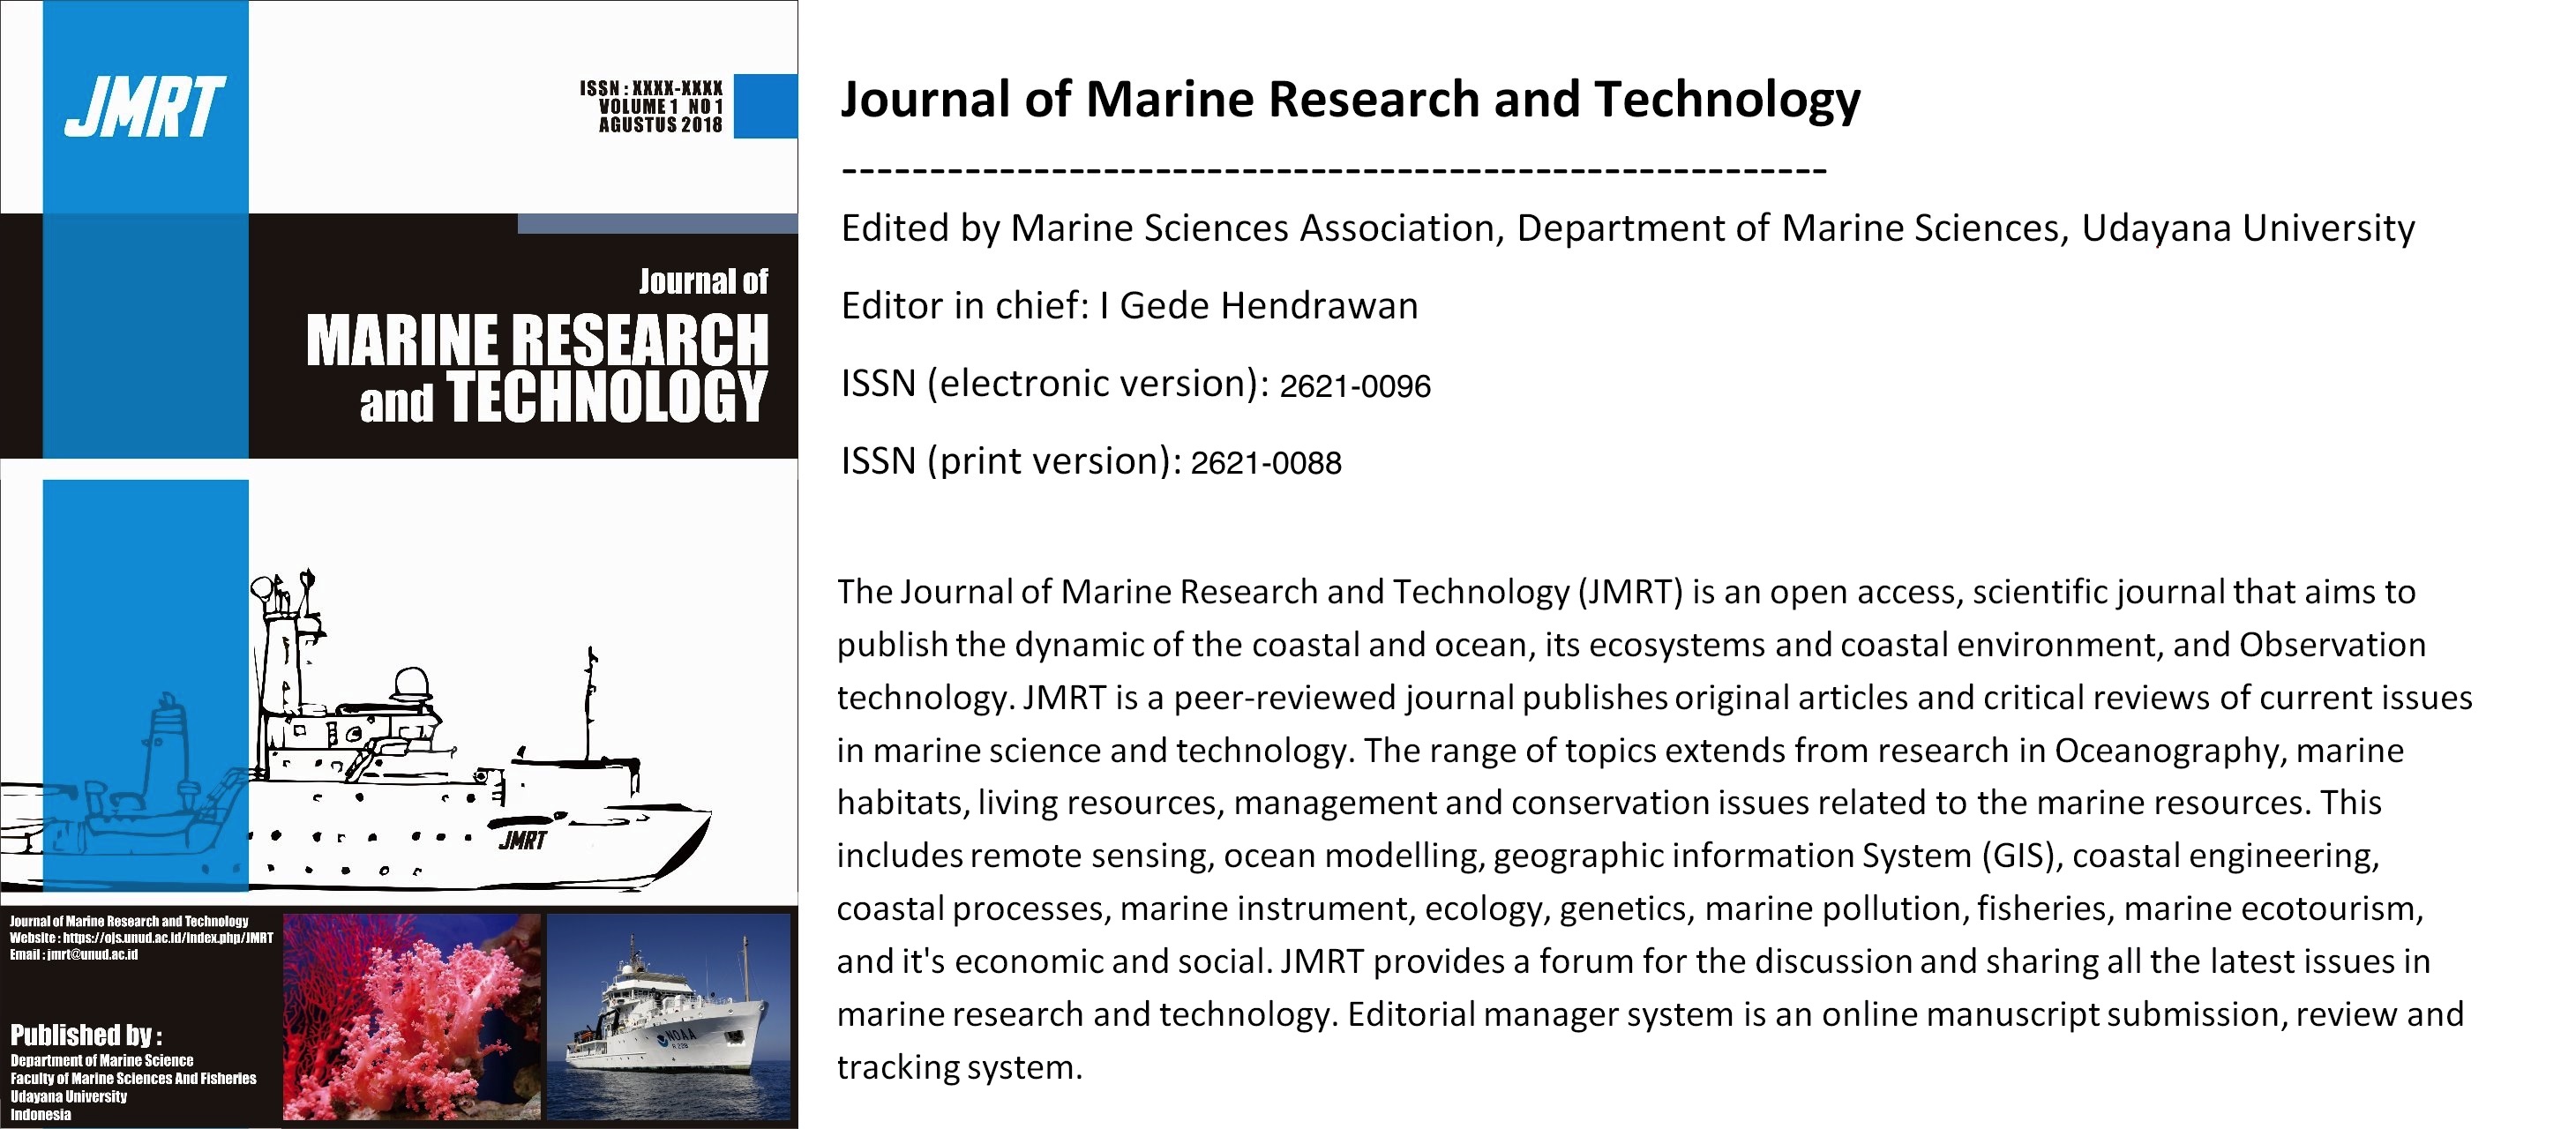 JMRT
ISSN : XXXX-XXXX
VOLUME 1 NO 1
AGUSTUS 2018
Journal of
MARINE RESEARCH
and TECHNOLOGY
JMRT
Journal of Marine Research and Technology
Website : https://ojs.unud.ac.id/index.php/JMRT
Email : jmrt@unud.ac.id
Published by :
Department of Marine Science
Faculty of Marine Sciences And Fisheries
Udayana University
Indonesia
NOAA
R 226
Journal of Marine Research and Technology
---------------------------------------------------------
Edited by Marine Sciences Association, Department of Marine Sciences, Udayana University
Editor in chief: I Gede Hendrawan
ISSN (electronic version): 2621-0096
ISSN (print version): 2621-0088
The Journal of Marine Research and Technology (JMRT) is an open access, scientific journal that aims to
publish the dynamic of the coastal and ocean, its ecosystems and coastal environment, and Observation
technology. JMRT is a peer-reviewed journal publishes original articles and critical reviews of current issues
in marine science and technology. The range of topics extends from research in Oceanography, marine
habitats, living resources, management and conservation issues related to the marine resources. This
includes remote sensing, ocean modelling, geographic information System (GIS), coastal engineering,
coastal processes, marine instrument, ecology, genetics, marine pollution, fisheries, marine ecotourism,
and it's economic and social. JMRT provides a forum for the discussion and sharing all the latest issues in
marine research and technology. Editorial manager system is an online manuscript submission, review and
tracking system.